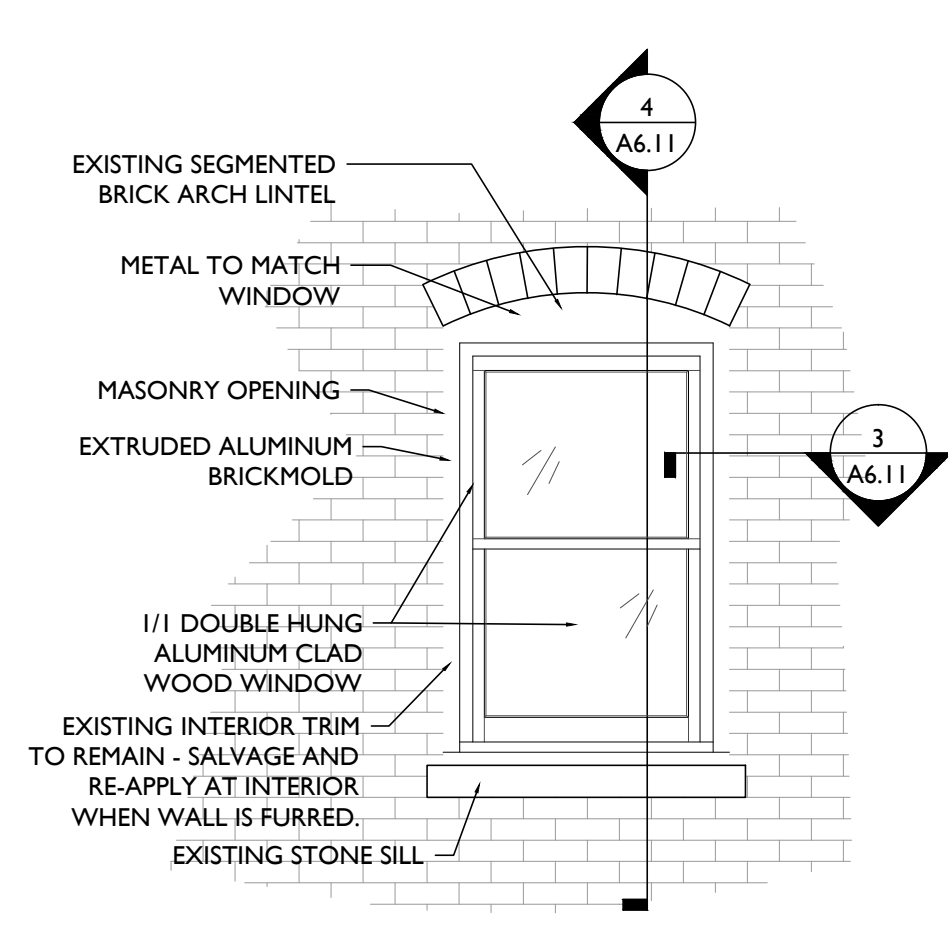 4
A6.11
EXISTING SEGMENTED
BRICK ARCH LINTEL
METAL TO MATCH
WINDOW
MASONRY OPENING
EXTRUDED ALUMINUM
BRICKMOLD
3
A6.11
1/1 DOUBLE HUNG
ALUMINUM CLAD
WOOD WINDOW
EXISTING INTERIOR TRIM
TO REMAIN - SALVAGE AND
RE-APPLY AT INTERIOR
WHEN WALL IS FURRED.
EXISTING STONE SILL